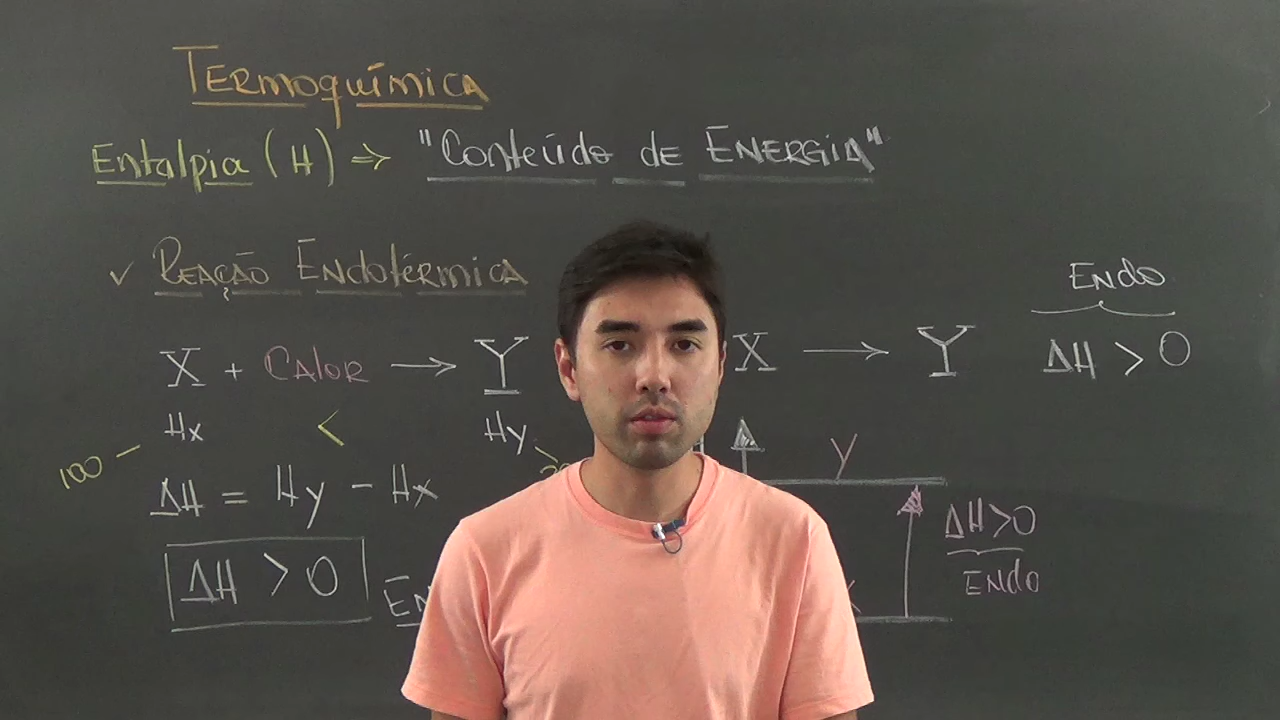 TERMOQUÍMICA
Entalpia (H) => "Conteúdo de ENERGIA"
✓ REAÇÃO ENDOTÉRMICA
X + CALOR → Y
Hx < Hy
100
ΔH = Hy - Hx
ΔH > 0
X → Y
ENDO
ΔH > 0
Y
ΔH>0
ENDO